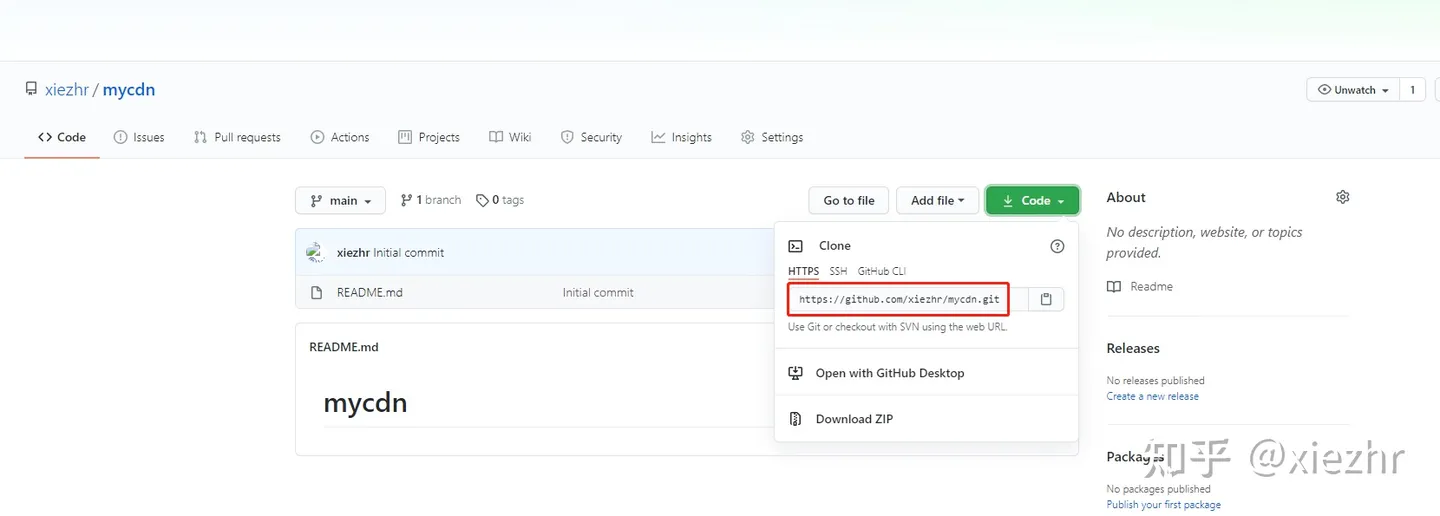 xiezhr / mycdn
Unwatch 1
Code Issues Pull requests Actions Projects Wiki Security Insights Settings
main 1 branch 0 tags Go to file Add file Code
About
No description, website, or topics
provided.
Readme
xiezhr Initial commit
README.md Initial commit
Clone
HTTPS SSH GitHub CLI
https://github.com/xiezhr/mycdn.git
Use Git or checkout with SVN using the web URL.
Open with GitHub Desktop
Download ZIP
README.md
mycdn
Releases
No releases published
Create a new release
Packages
No packages published
Publish your first package
知乎 @xiezhr